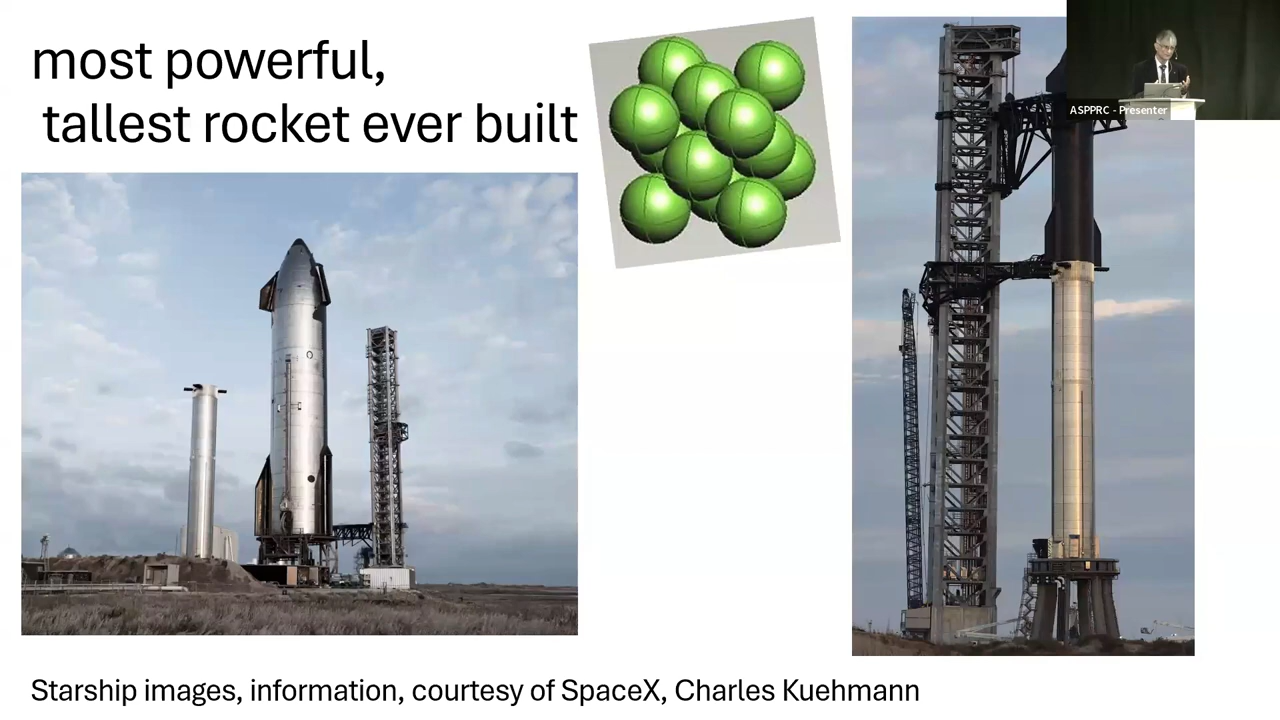 most powerful,
tallest rocket ever built
ASPPRC - Presenter
Starship images, information, courtesy of SpaceX, Charles Kuehmann